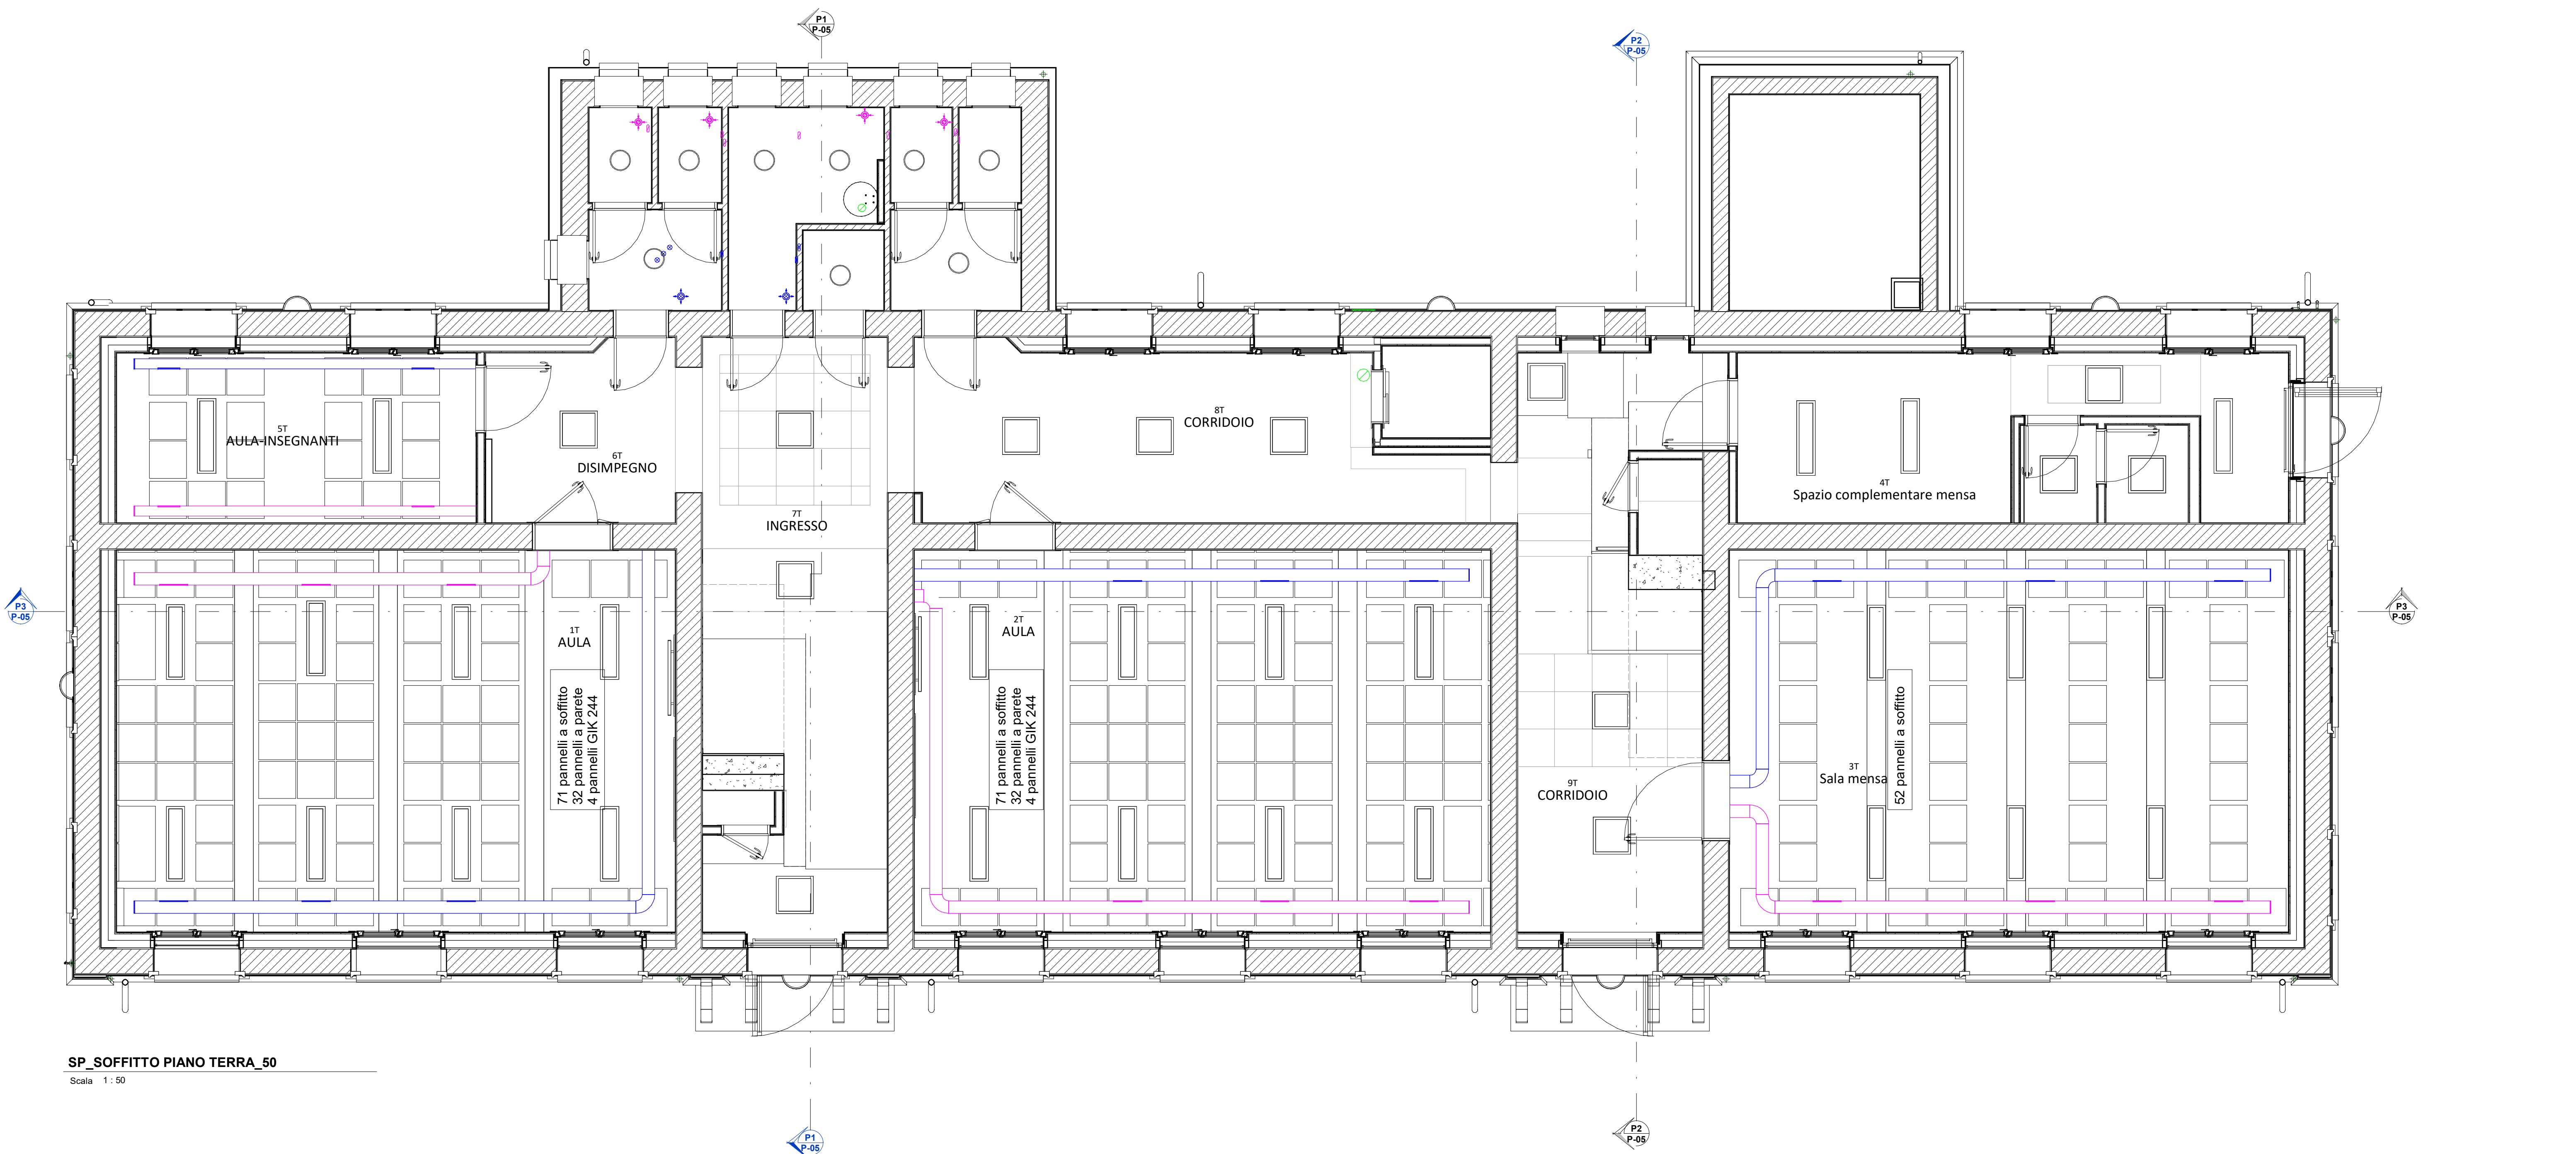 P1
P-05
P2
P-05
5T
AULA-INSEGNANTI
6T
DISIMPEGNO
7T
INGRESSO
8T
CORRIDOIO
4T
Spazio complementare mensa
P3
P-05
1T
AULA
71 pannelli a soffitto
32 pannelli a parete
4 pannelli GIK 244
2T
AULA
71 pannelli a soffitto
32 pannelli a parete
4 pannelli GIK 244
9T
CORRIDOIO
3T
Sala mensa
52 pannelli a soffitto
P3
P-05
SP_SOFFITTO PIANO TERRA_50
Scala 1 : 50
P1
P-05
P2
P-05